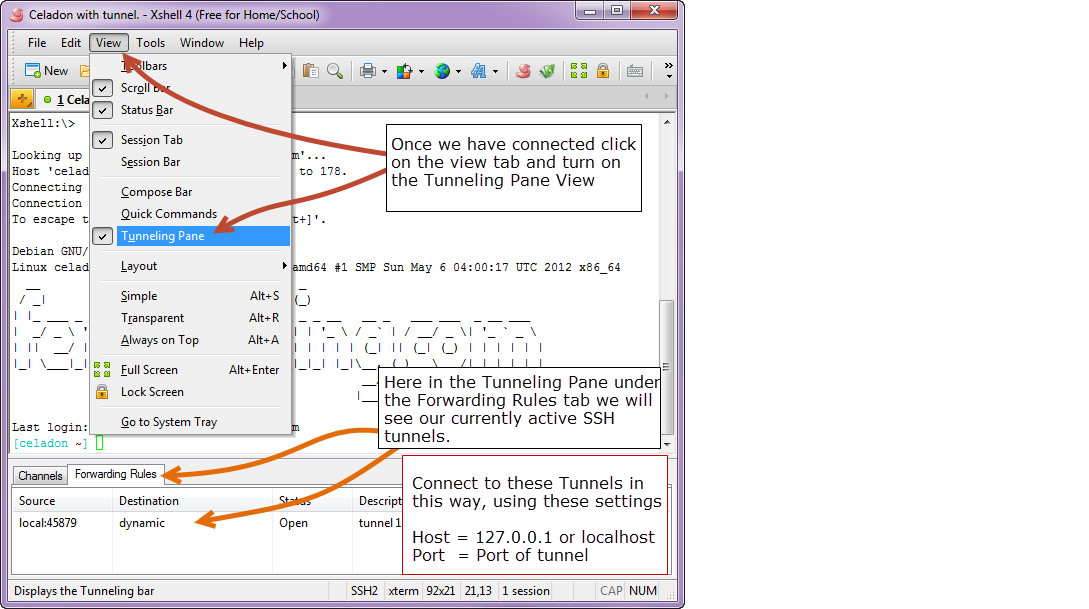 Celadon with tunnel. - Xshell 4 (Free for Home/School)
File Edit View Tools Window Help
New
Toolbars
Scroll Bar
Status Bar
Session Tab
Session Bar
Compose Bar
Quick Commands
Tunneling Pane
Layout
Simple Alt+S
Transparent Alt+R
Always on Top Alt+A
Full Screen Alt+Enter
Lock Screen
Go to System Tray
1 Cela
Xshell:\>
Looking up m'...
Host 'celad to 178.
Connecting
Connection
To escape t t+]'.
Debian GNU/
Linux celad amd64 #1 SMP Sun May 6 04:00:17 UTC 2012 x86_64
Last login: m
[celadon ~]
Once we have connected click
on the view tab and turn on
the Tunneling Pane View
Here in the Tunneling Pane under
the Forwarding Rules tab we will
see our currently active SSH
tunnels.
Channels Forwarding Rules
Source Destination Status Descript
local:45879 dynamic Open tunnel 1
Connect to these Tunnels in
this way, using these settings
Host = 127.0.0.1 or localhost
Port = Port of tunnel
Displays the Tunneling bar SSH2 xterm 92x21 21,13 1 session CAP NUM